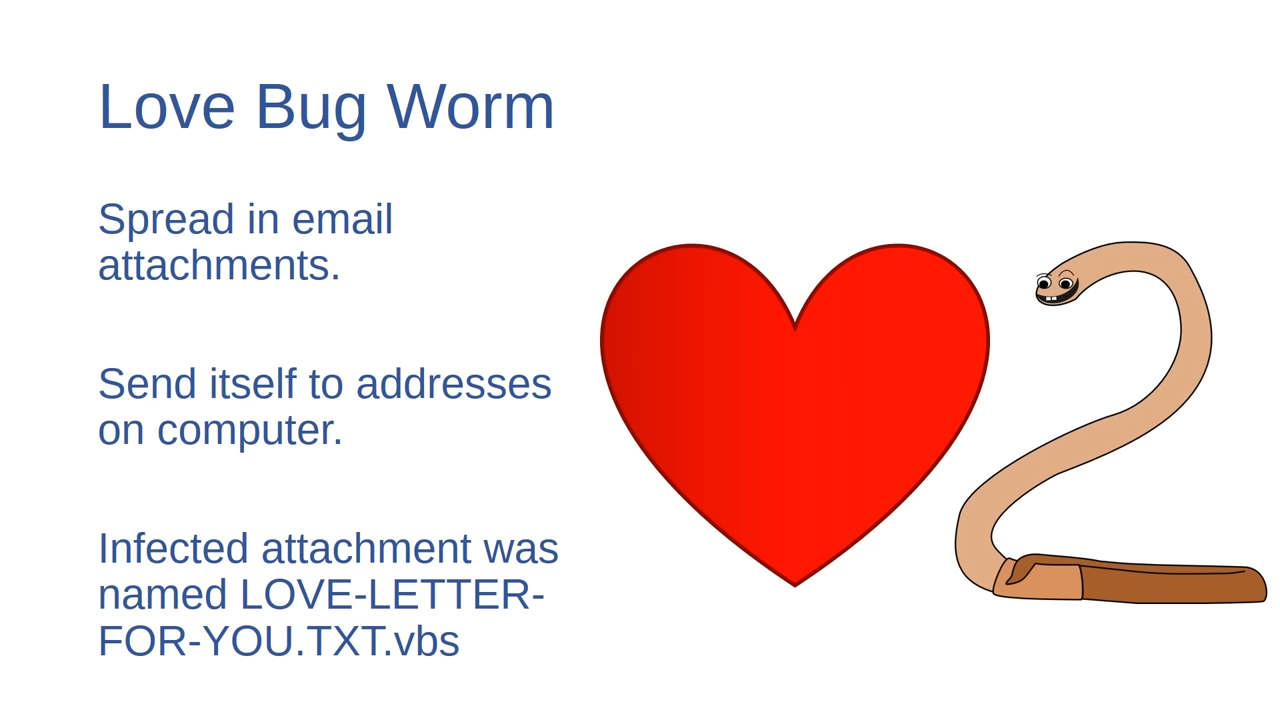 Love Bug Worm
Spread in email
attachments.
Send itself to addresses
on computer.
Infected attachment was
named LOVE-LETTER-
FOR-YOU.TXT.vbs